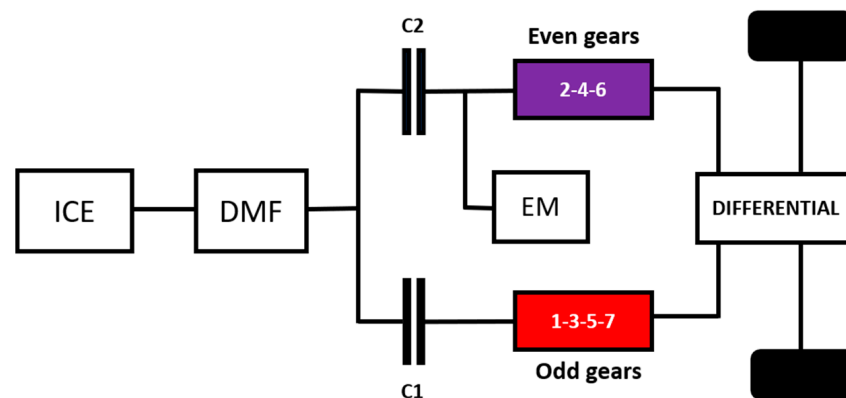 C2
Even gears
2-4-6
ICE
DMF
EM
DIFFERENTIAL
1-3-5-7
Odd gears
C1